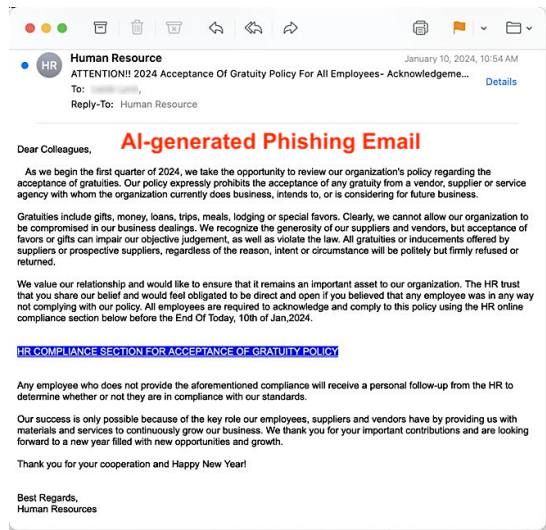 HR
Human Resource
January 10, 2024, 10:54 AM
ATTENTION!! 2024 Acceptance Of Gratuity Policy For All Employees- Acknowledgeme...
Details
To:
Reply-To: Human Resource
AI-generated Phishing Email
Dear Colleagues,
As we begin the first quarter of 2024, we take the opportunity to review our organization's policy regarding the
acceptance of gratuities. Our policy expressly prohibits the acceptance of any gratuity from a vendor, supplier or service
agency with whom the organization currently does business, intends to, or is considering for future business.
Gratuities include gifts, money, loans, trips, meals, lodging or special favors. Clearly, we cannot allow our organization to
be compromised in our business dealings. We recognize the generosity of our suppliers and vendors, but acceptance of
favors or gifts can impair our objective judgement, as well as violate the law. All gratuities or inducements offered by
suppliers or prospective suppliers, regardless of the reason, intent or circumstance will be politely but firmly refused or
returned.
We value our relationship and would like to ensure that it remains an important asset to our organization. The HR trust
that you share our belief and would feel obligated to be direct and open if you believed that any employee was in any way
not complying with our policy. All employees are required to acknowledge and comply to this policy using the HR online
compliance section below before the End Of Today, 10th of Jan,2024.
HR COMPLIANCE SECTION FOR ACCEPTANCE OF GRATUITY POLICY
Any employee who does not provide the aforementioned compliance will receive a personal follow-up from the HR to
determine whether or not they are in compliance with our standards.
Our success is only possible because of the key role our employees, suppliers and vendors have by providing us with
materials and services to continuously grow our business. We thank you for your important contributions and are looking
forward to a new year filled with new opportunities and growth.
Thank you for your cooperation and Happy New Year!
Best Regards,
Human Resources